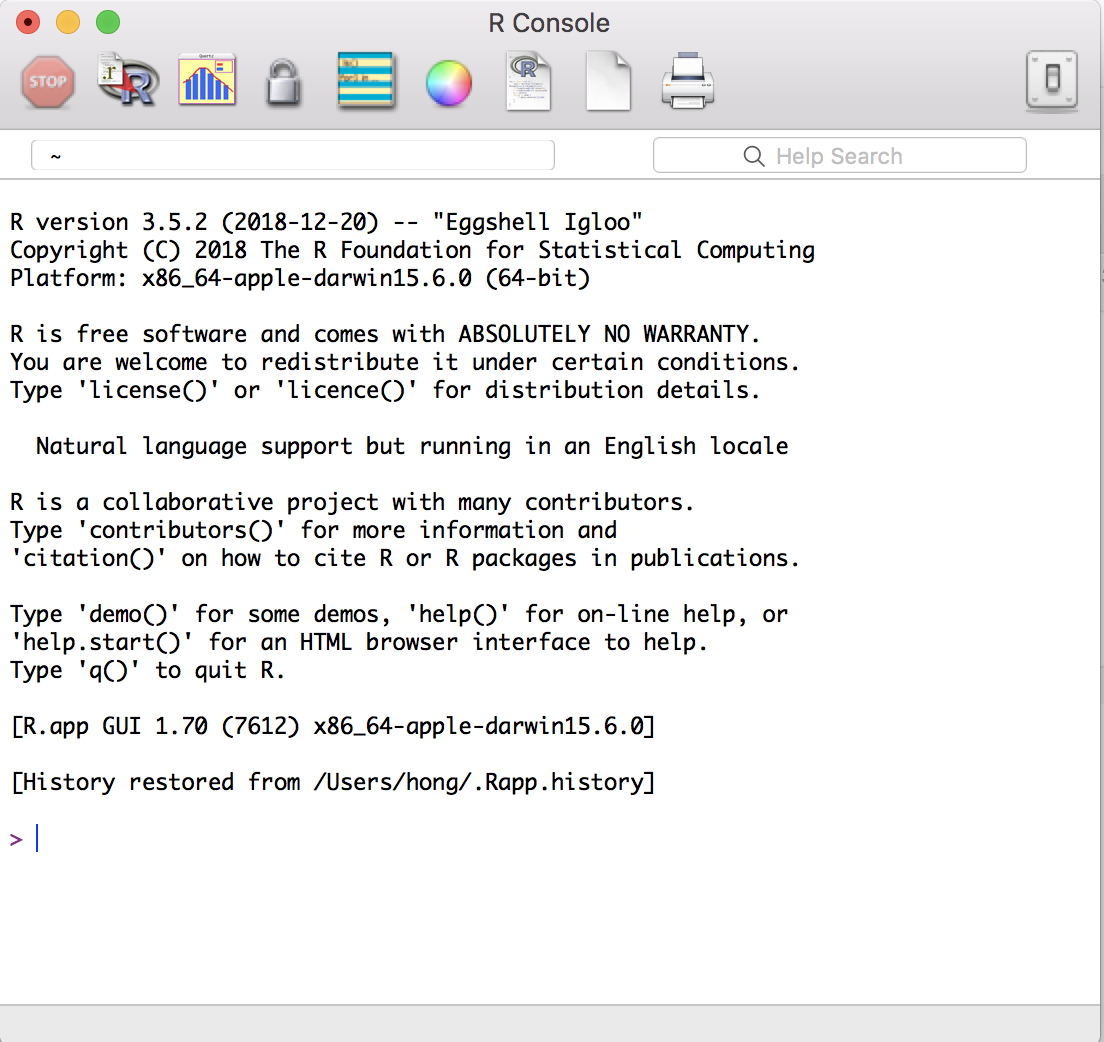 R Console
STOP
~
Help Search
R version 3.5.2 (2018-12-20) -- "Eggshell Igloo"
Copyright (C) 2018 The R Foundation for Statistical Computing
Platform: x86_64-apple-darwin15.6.0 (64-bit)
R is free software and comes with ABSOLUTELY NO WARRANTY.
You are welcome to redistribute it under certain conditions.
Type 'license()' or 'licence()' for distribution details.
Natural language support but running in an English locale
R is a collaborative project with many contributors.
Type 'contributors()' for more information and
'citation()' on how to cite R or R packages in publications.
Type 'demo()' for some demos, 'help()' for on-line help, or
'help.start()' for an HTML browser interface to help.
Type 'q()' to quit R.
[R.app GUI 1.70 (7612) x86_64-apple-darwin15.6.0]
[History restored from /Users/hong/.Rapp.history]
>